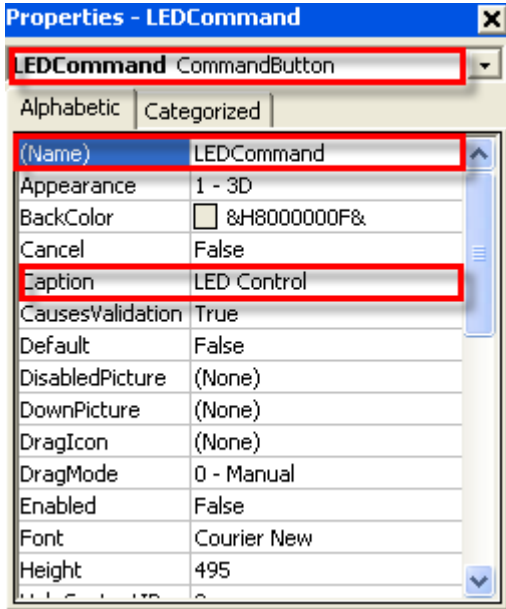 Properties - LEDCommand
LEDCommand CommandButton
Alphabetic Categorized
(Name) LEDCommand
Appearance 1 - 3D
BackColor &H8000000F&
Cancel False
Caption LED Control
CausesValidation True
Default False
DisabledPicture (None)
DownPicture (None)
DragIcon (None)
DragMode 0 - Manual
Enabled False
Font Courier New
Height 495